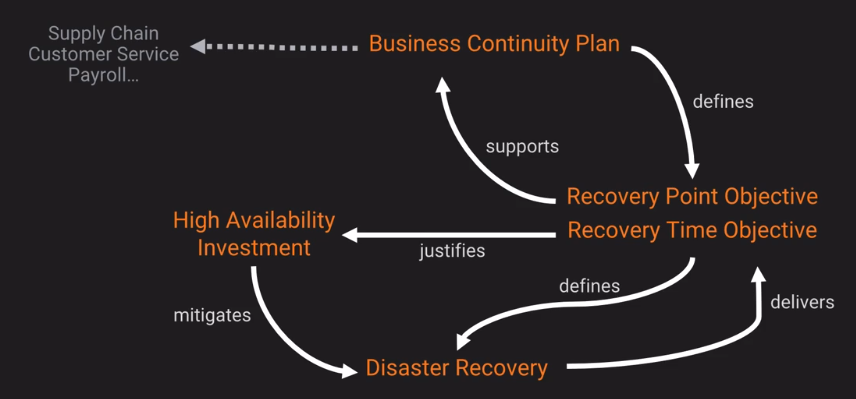 Supply Chain
Customer Service
Payroll...
Business Continuity Plan
defines
supports
Recovery Point Objective
Recovery Time Objective
High Availability
Investment
justifies
defines
mitigates
delivers
Disaster Recovery